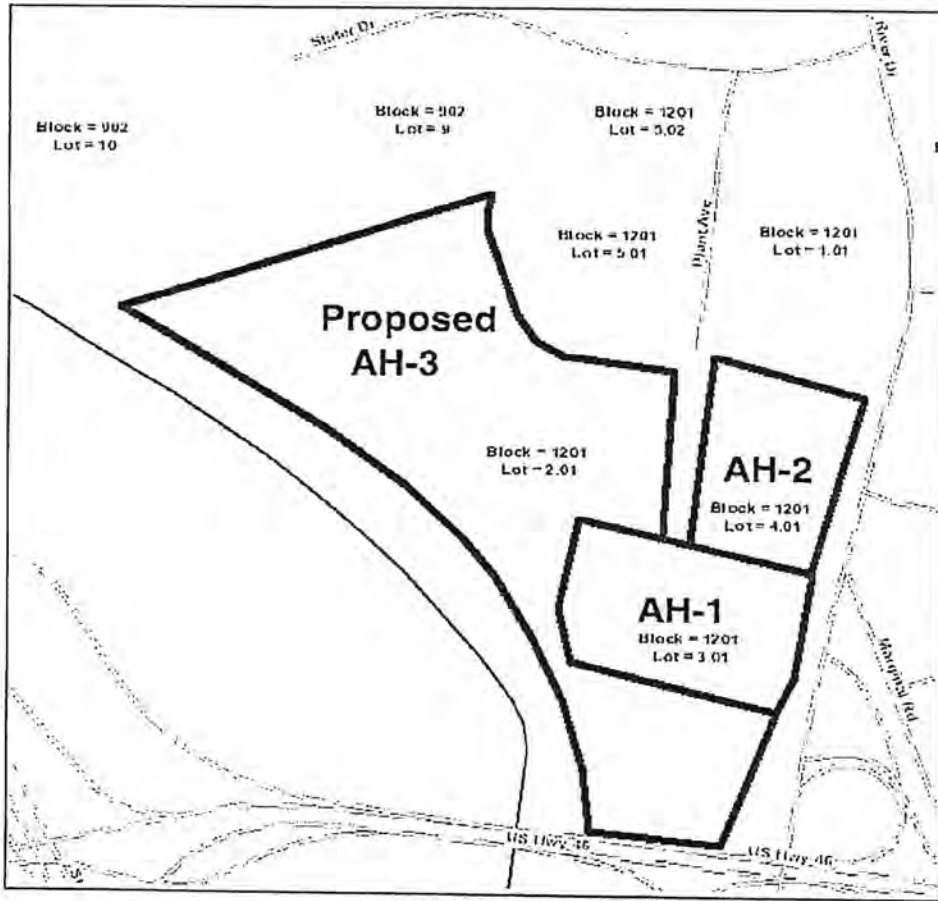 Slater Dr
River Dr
Block = 902
Lot = 10
Block = 902
Lot = 9
Block = 1201
Lot = 5.02
Block = 1201
Lot = 5.01
Plant Ave
Block = 1201
Lot = 1.01
Proposed
AH-3
Block = 1201
Lot = 2.01
AH-2
Block = 1201
Lot = 4.01
AH-1
Block = 1201
Lot = 3.01
Marginal Rd
US Hwy 46
US Hwy 46